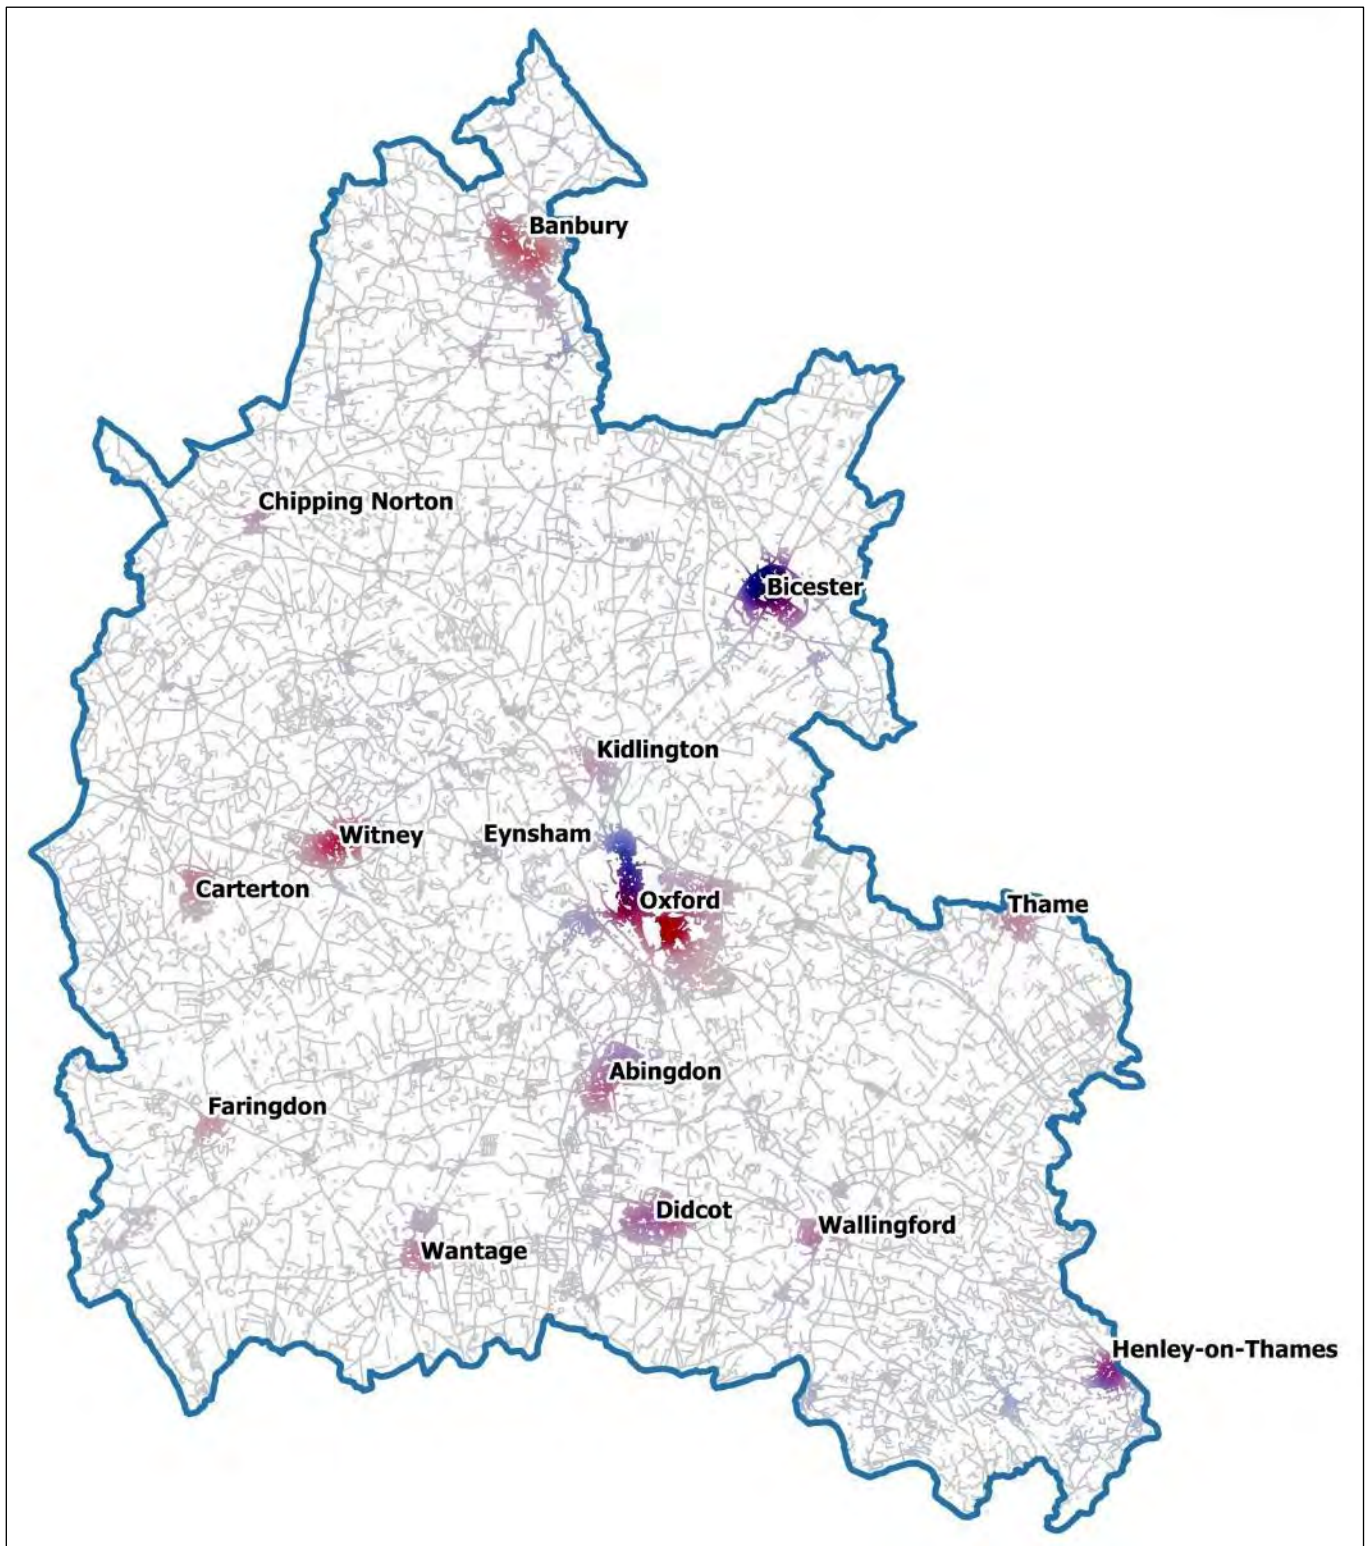 Banbury
Chipping Norton
Bicester
Kidlington
Witney
Eynsham
Carterton
Oxford
Thame
Abingdon
Faringdon
Didcot
Wallingford
Wantage
Henley-on-Thames